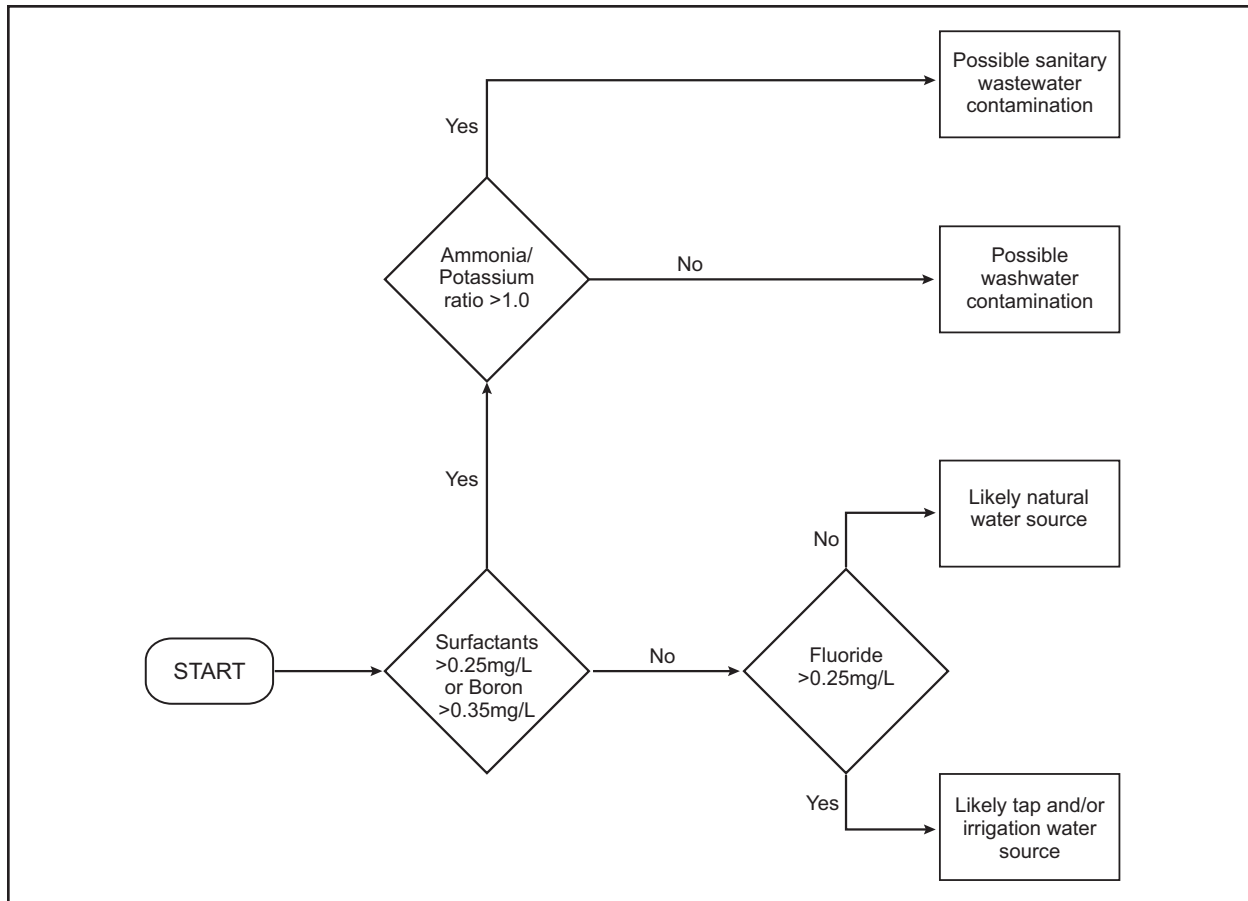 Possible sanitary
wastewater
contamination
Yes
Ammonia/
Potassium
ratio >1.0
No
Possible
washwater
contamination
Yes
Likely natural
water source
No
START
Surfactants
>0.25mg/L
or Boron
>0.35mg/L
No
Fluoride
>0.25mg/L
Yes
Likely tap and/or
irrigation water
source